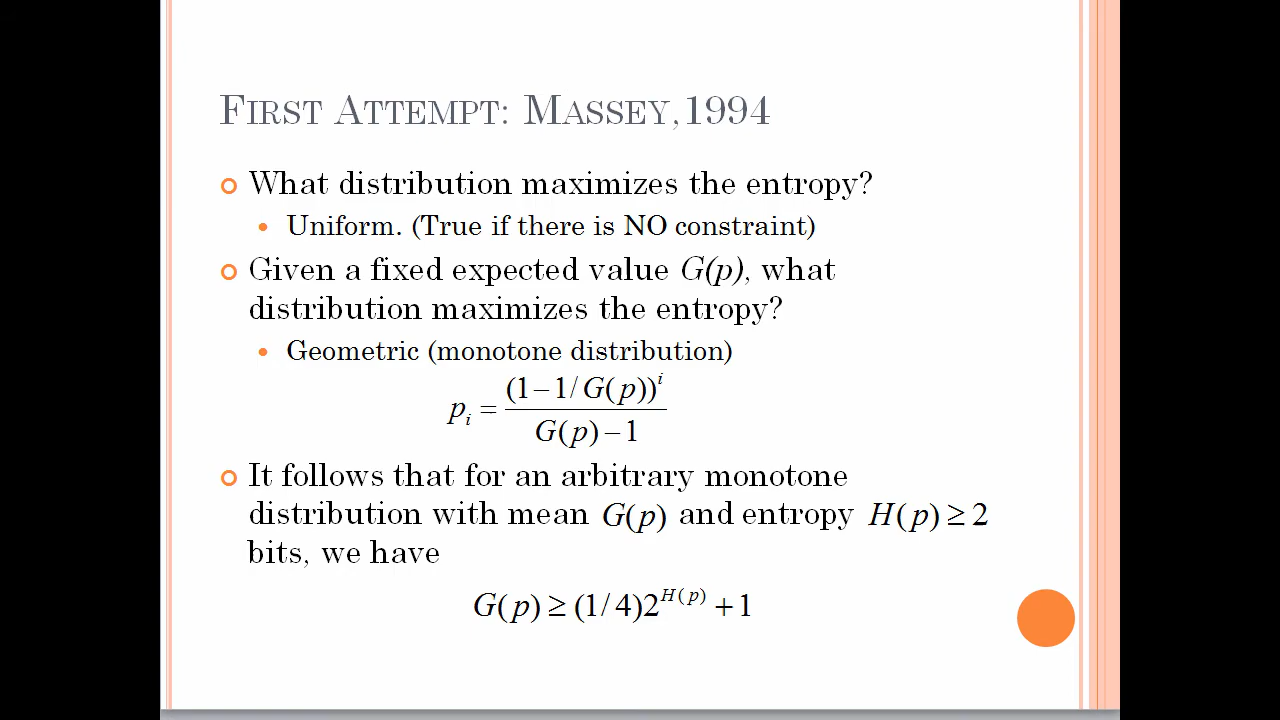 FIRST ATTEMPT: MASSEY,1994
What distribution maximizes the entropy?
Uniform. (True if there is NO constraint)
Given a fixed expected value G(p), what
distribution maximizes the entropy?
Geometric (monotone distribution)
p_i = (1−1/G(p))^i / (G(p)−1)
It follows that for an arbitrary monotone
distribution with mean G(p) and entropy H(p) ≥ 2
bits, we have
G(p) ≥ (1/4)2^{H(p)} + 1